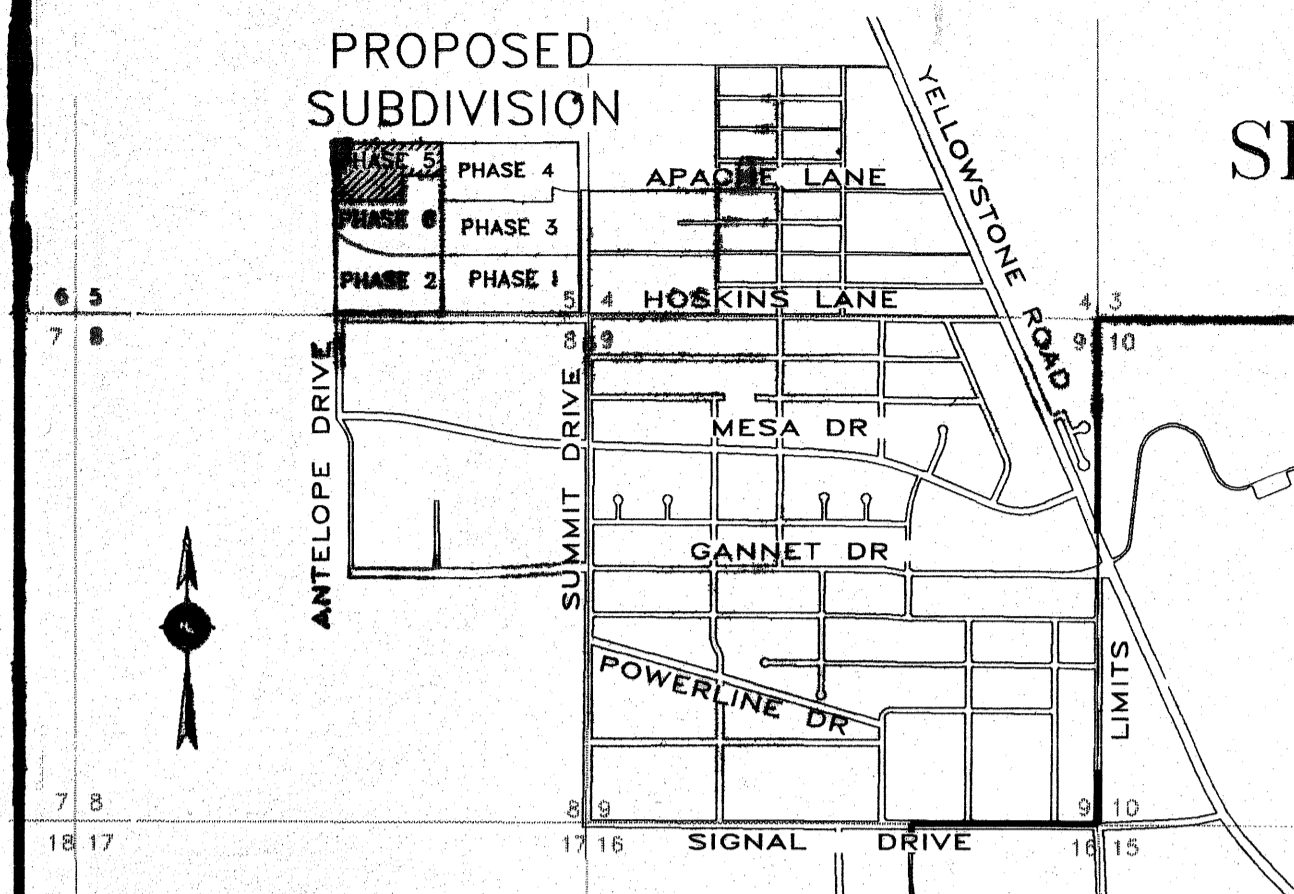 PROPOSED
SUBDIVISION
SI
PHASE 5
PHASE 4
PHASE 6
PHASE 3
PHASE 2
PHASE 1
APACHE LANE
HOSKINS LANE
YELLOWSTONE ROAD
6 5
7 8
5 4
8 9
4 3
9 10
ANTELOPE DRIVE
SUMMIT DRIVE
MESA DR
GANNET DR
POWERLINE DR
LIMITS
7 8
18 17
8 9
17 16
SIGNAL DRIVE
9 10
16 15